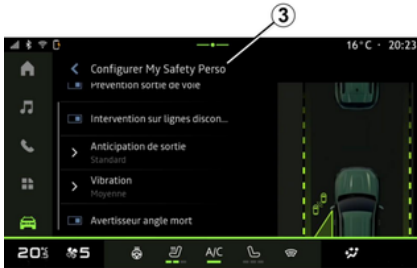 3
16°C · 20:23
Configurer My Safety Perso
Prévention sortie de voie
Intervention sur lignes discon...
Anticipation de sortie
Standard
Vibration
Moyenne
Avertisseur angle mort
20.5 5 A/C